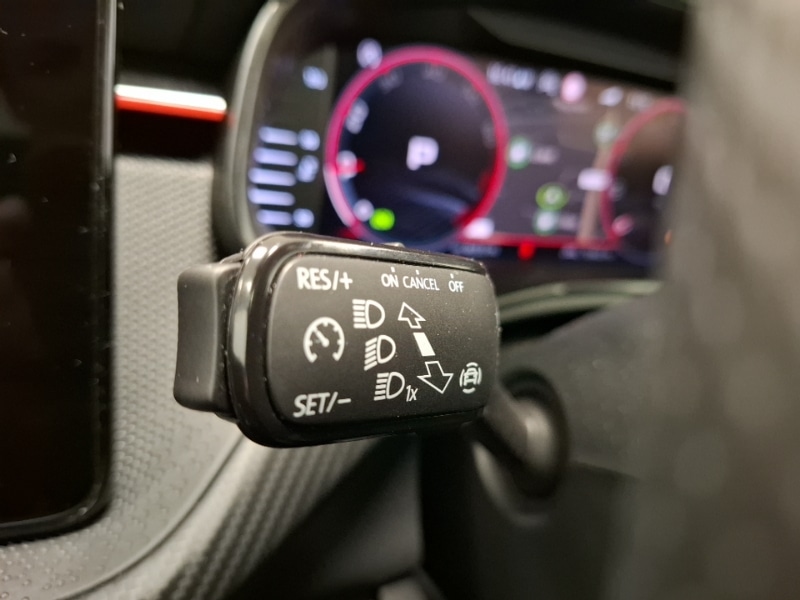 RES/+ ON CANCEL OFF
1x
SET/-
P